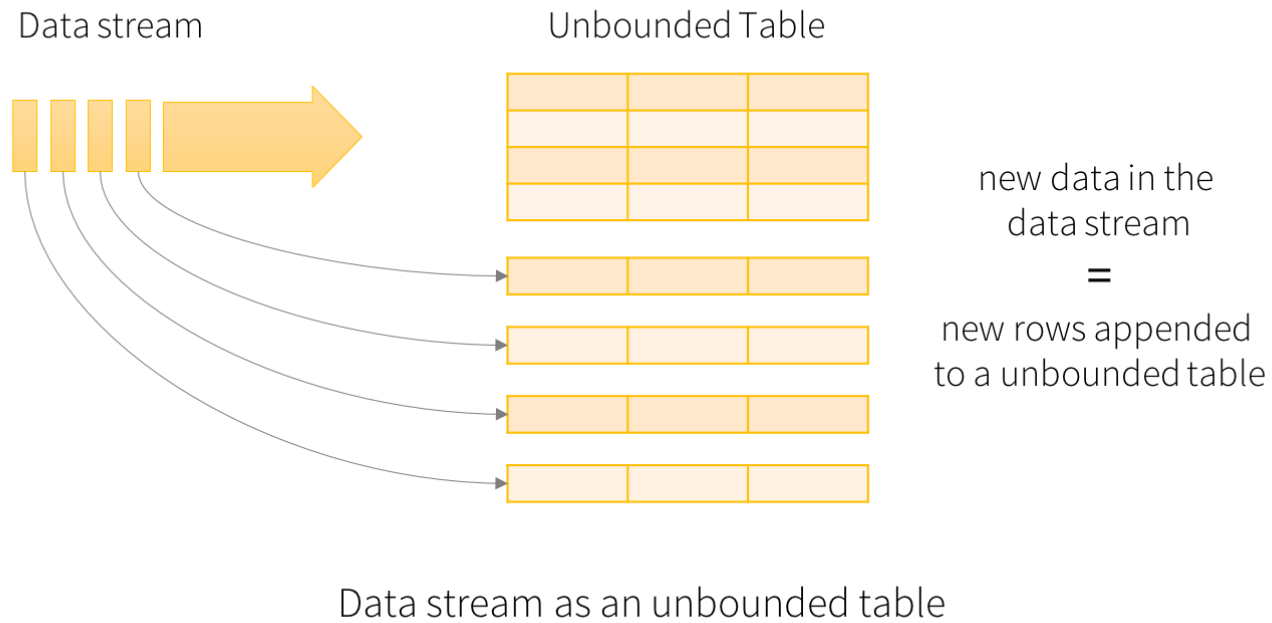 Data stream
Unbounded Table
new data in the
data stream
=
new rows appended
to a unbounded table
Data stream as an unbounded table